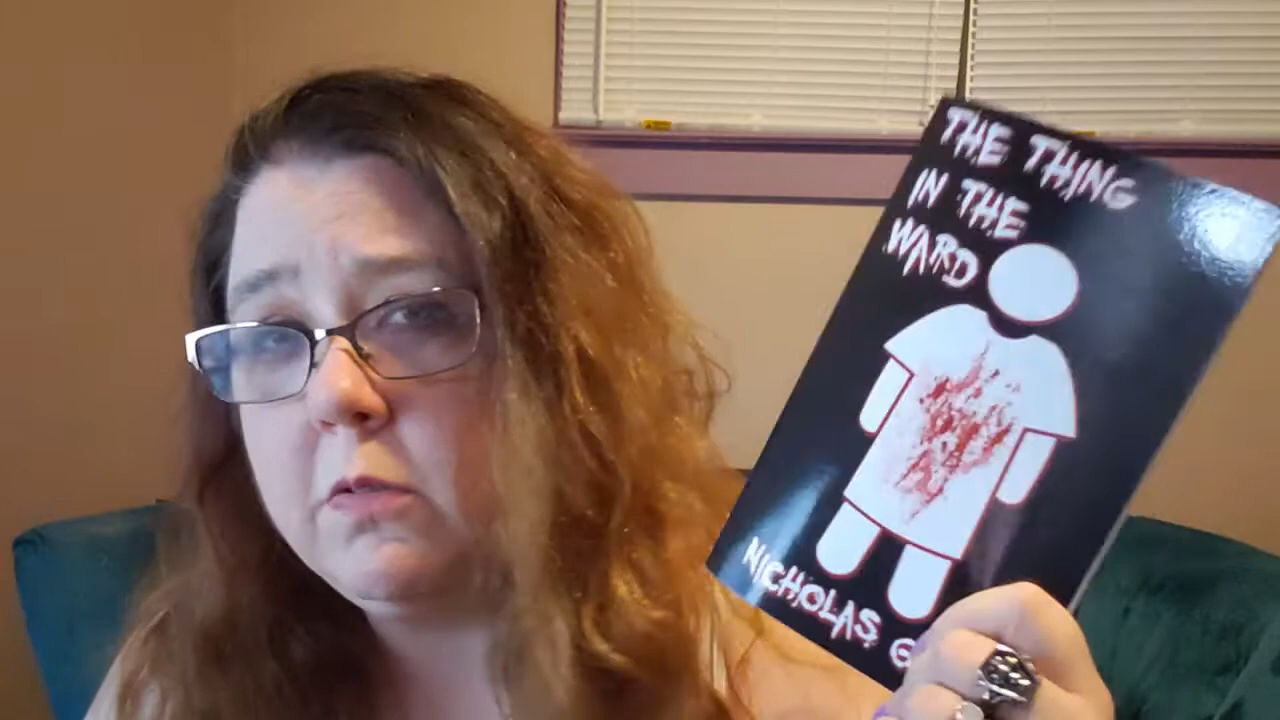 THE THING
IN THE
WARD
NICHOLAS G